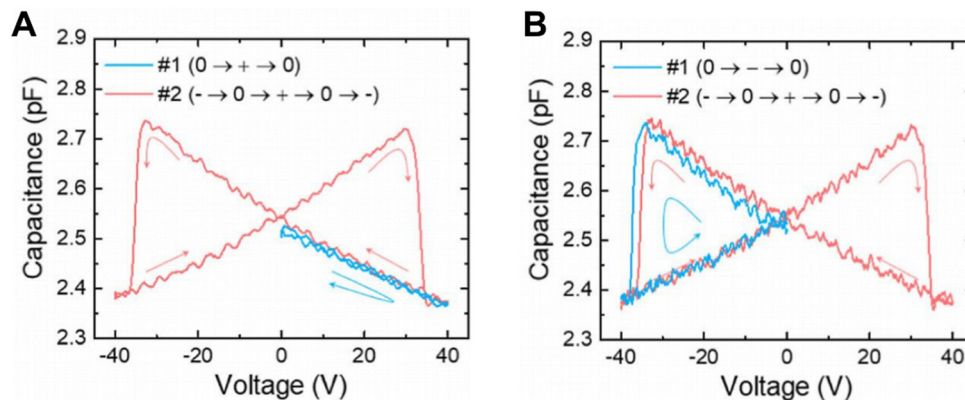 A
Capacitance (pF)
2.9
2.8
2.7
2.6
2.5
2.4
2.3
#1 (0 → + → 0)
#2 (- → 0 → + → 0 → -)
-40
-20
0
20
40
Voltage (V)
B
Capacitance (pF)
2.9
2.8
2.7
2.6
2.5
2.4
2.3
#1 (0 → − → 0)
#2 (- → 0 → + → 0 → -)
-40
-20
0
20
40
Voltage (V)